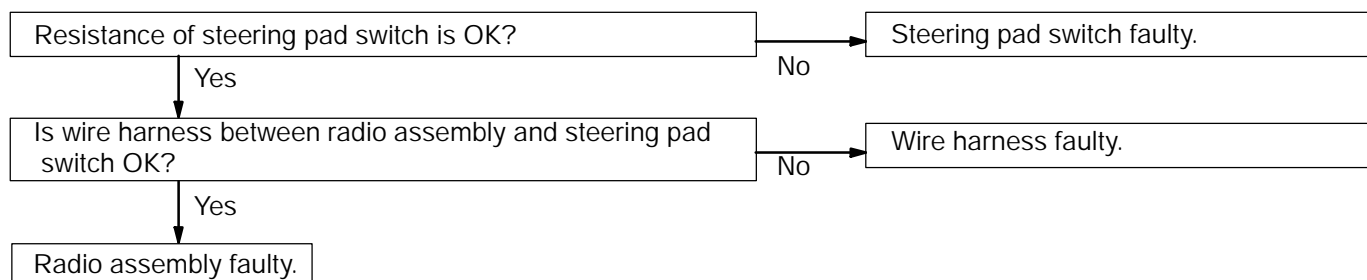 Resistance of steering pad switch is OK?
Steering pad switch faulty.
No
Yes
Is wire harness between radio assembly and steering pad
switch OK?
Wire harness faulty.
No
Yes
Radio assembly faulty.